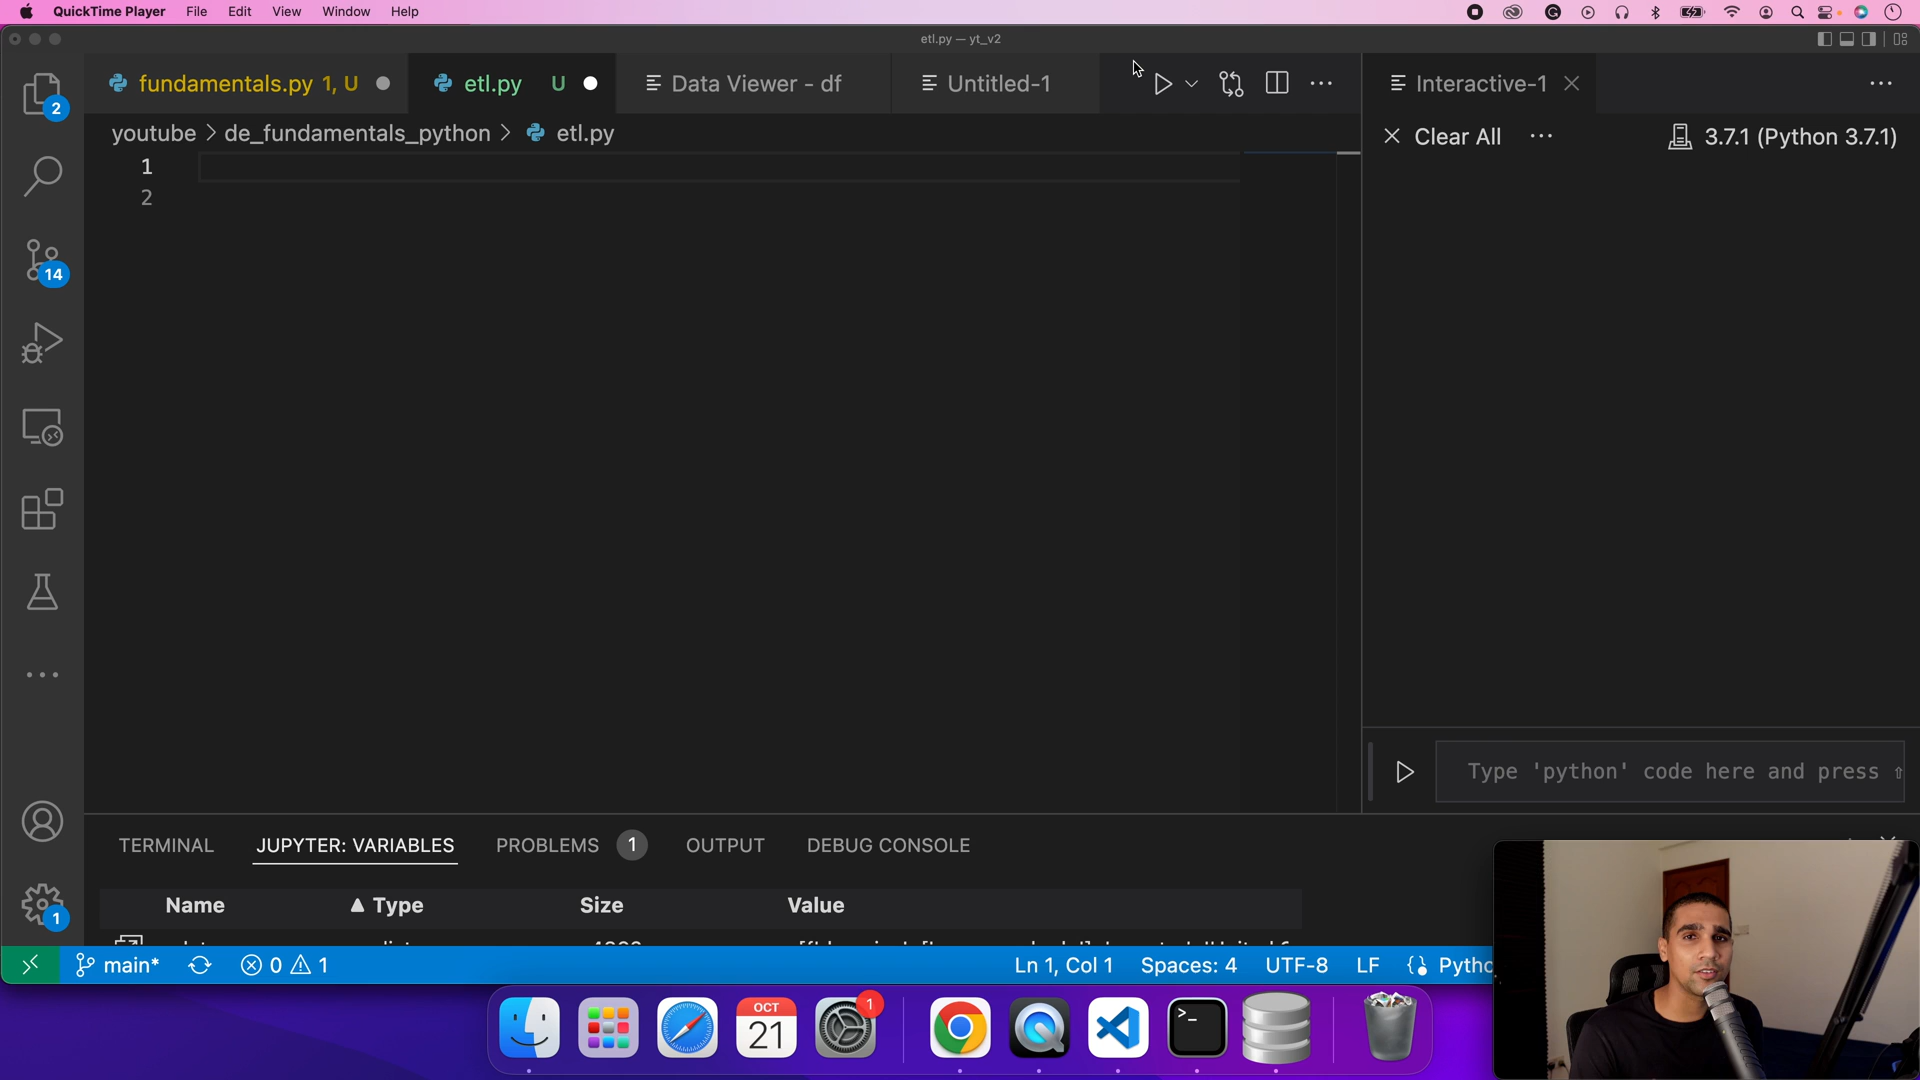 QuickTime Player File Edit View Window Help
etl.py — yt_v2
fundamentals.py 1, U etl.py U Data Viewer - df Untitled-1 Interactive-1
youtube > de_fundamentals_python > etl.py
Clear All ··· 3.7.1 (Python 3.7.1)
1
2
2
14
1
Type 'python' code here and press ⇧
TERMINAL JUPYTER: VARIABLES PROBLEMS 1 OUTPUT DEBUG CONSOLE
Name ▲ Type Size Value
main* 0 1 Ln 1, Col 1 Spaces: 4 UTF-8 LF Pytho
OCT
21
1
>_